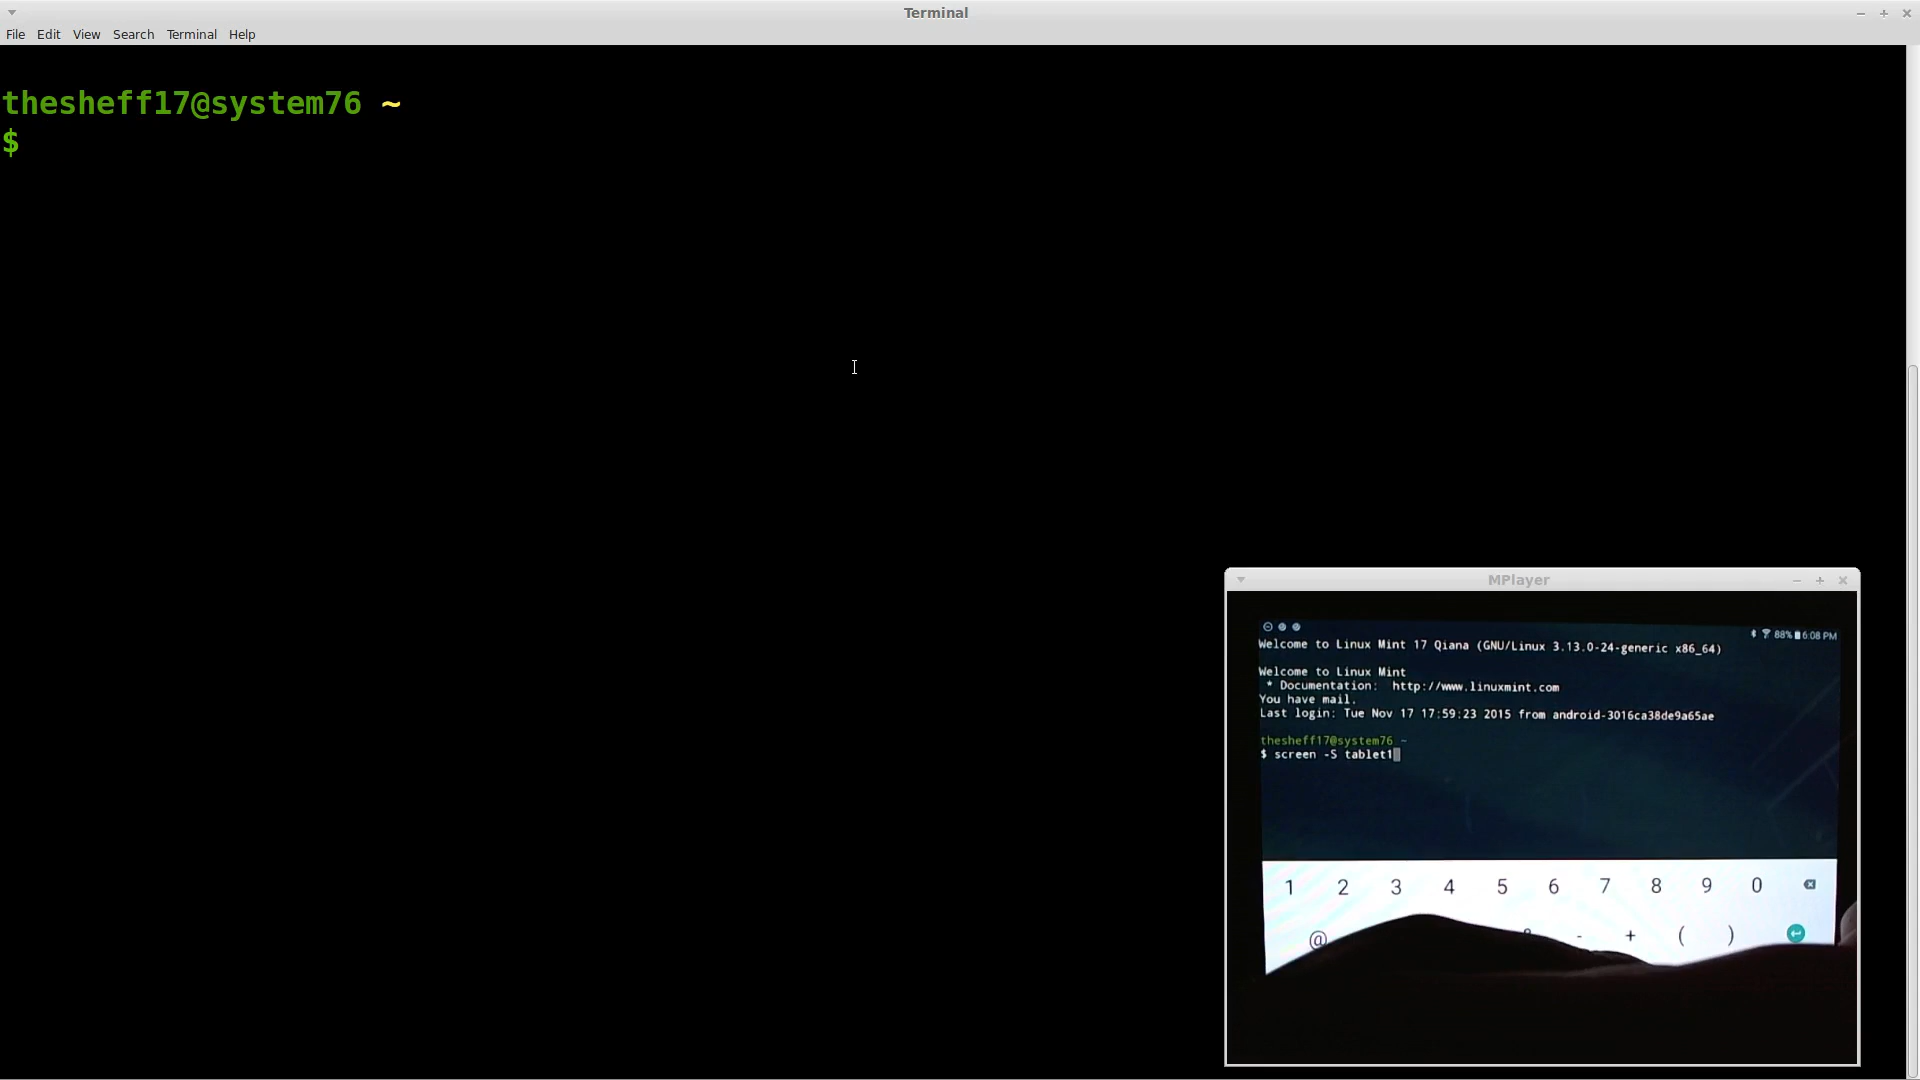 Terminal
File Edit View Search Terminal Help
thesheff17@system76 ~
$
MPlayer
88% 6:08 PM
Welcome to Linux Mint 17 Qiana (GNU/Linux 3.13.0-24-generic x86_64)
Welcome to Linux Mint
* Documentation: http://www.linuxmint.com
You have mail.
Last login: Tue Nov 17 17:59:23 2015 from android-3016ca38de9a65ae
thesheff17@system76 ~
$ screen -S tablet1
1 2 3 4 5 6 7 8 9 0
@ - + ( )